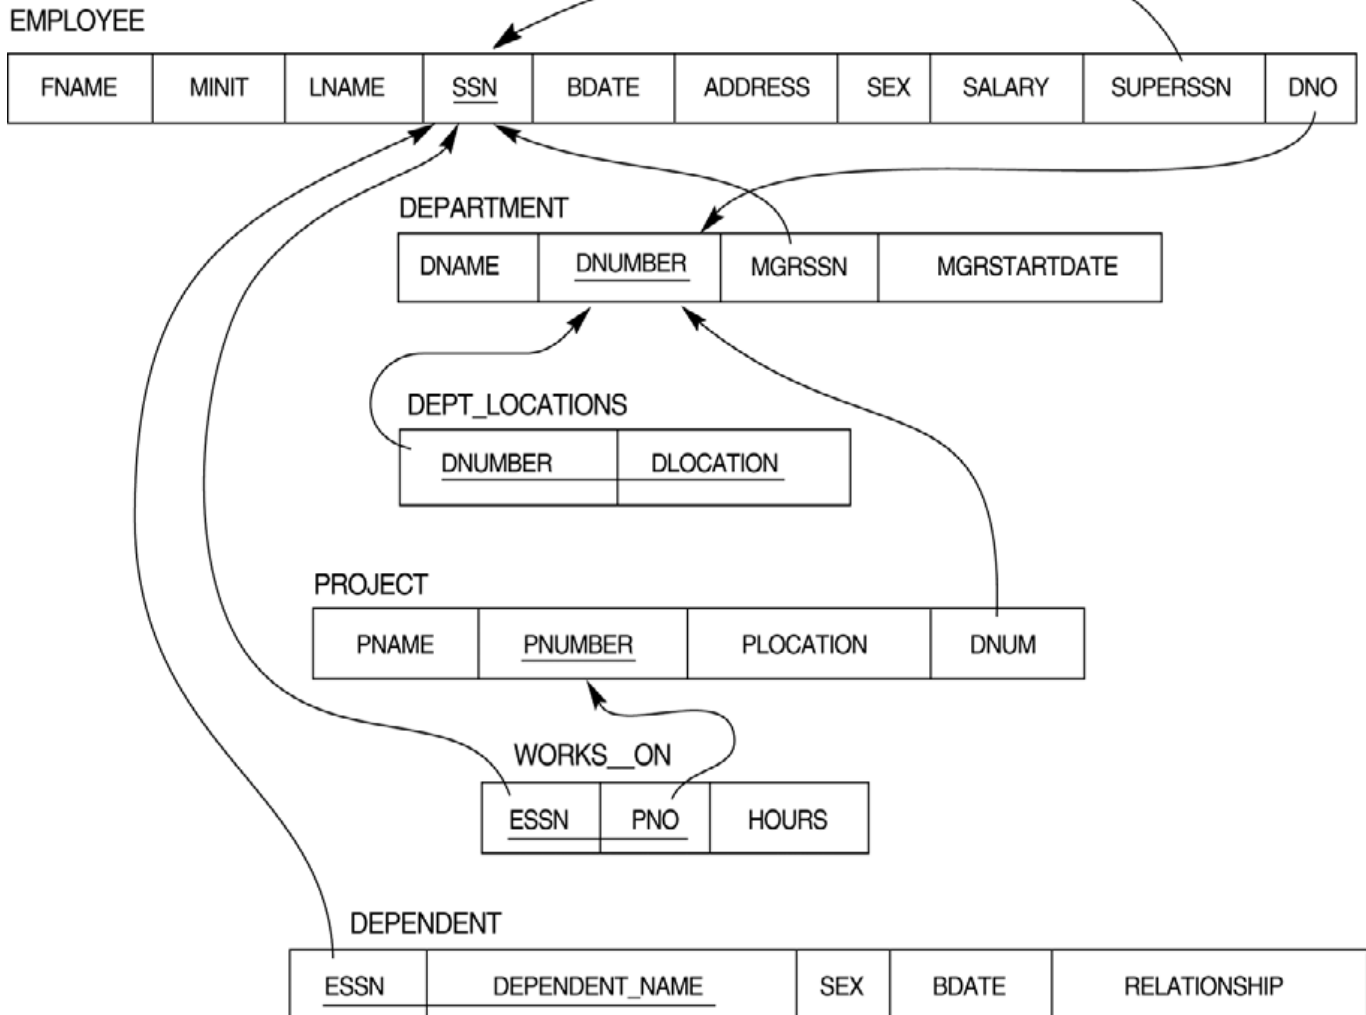 EMPLOYEE
FNAME MINIT LNAME SSN BDATE ADDRESS SEX SALARY SUPERSSN DNO
DEPARTMENT
DNAME DNUMBER MGRSSN MGRSTARTDATE
DEPT_LOCATIONS
DNUMBER DLOCATION
PROJECT
PNAME PNUMBER PLOCATION DNUM
WORKS__ON
ESSN PNO HOURS
DEPENDENT
ESSN DEPENDENT_NAME SEX BDATE RELATIONSHIP